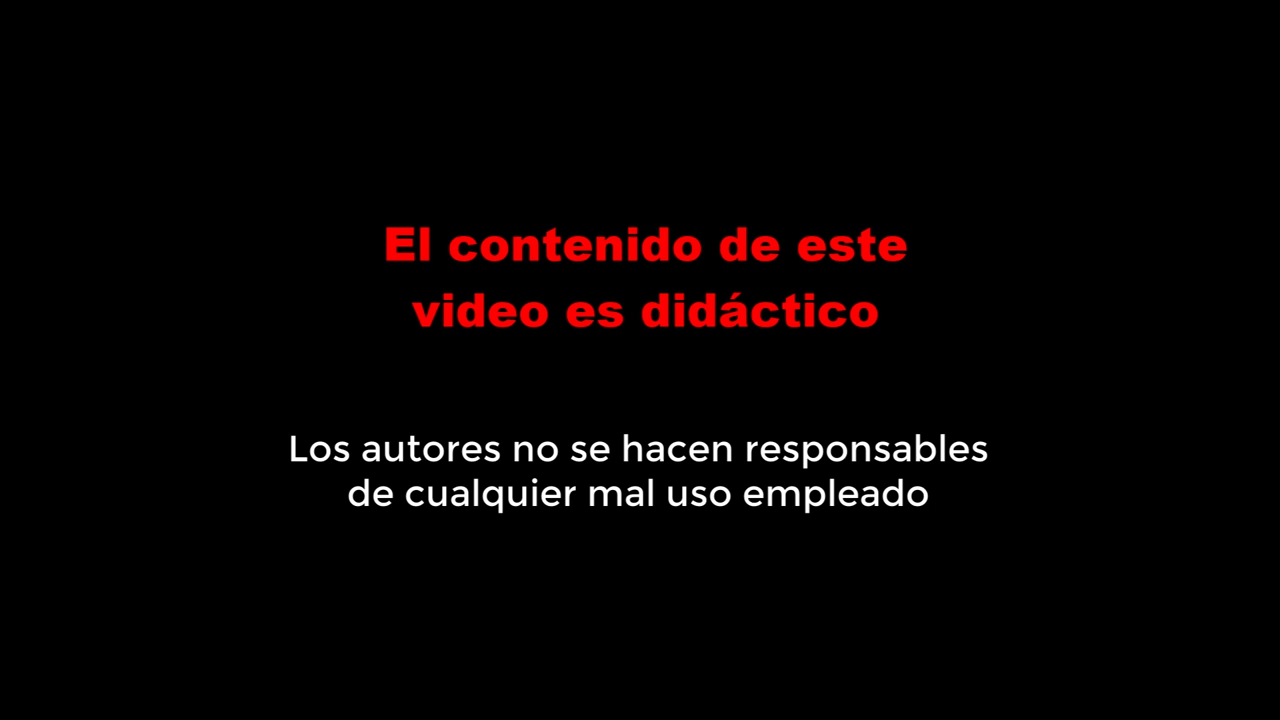 El contenido de este
video es didáctico
Los autores no se hacen responsables
de cualquier mal uso empleado